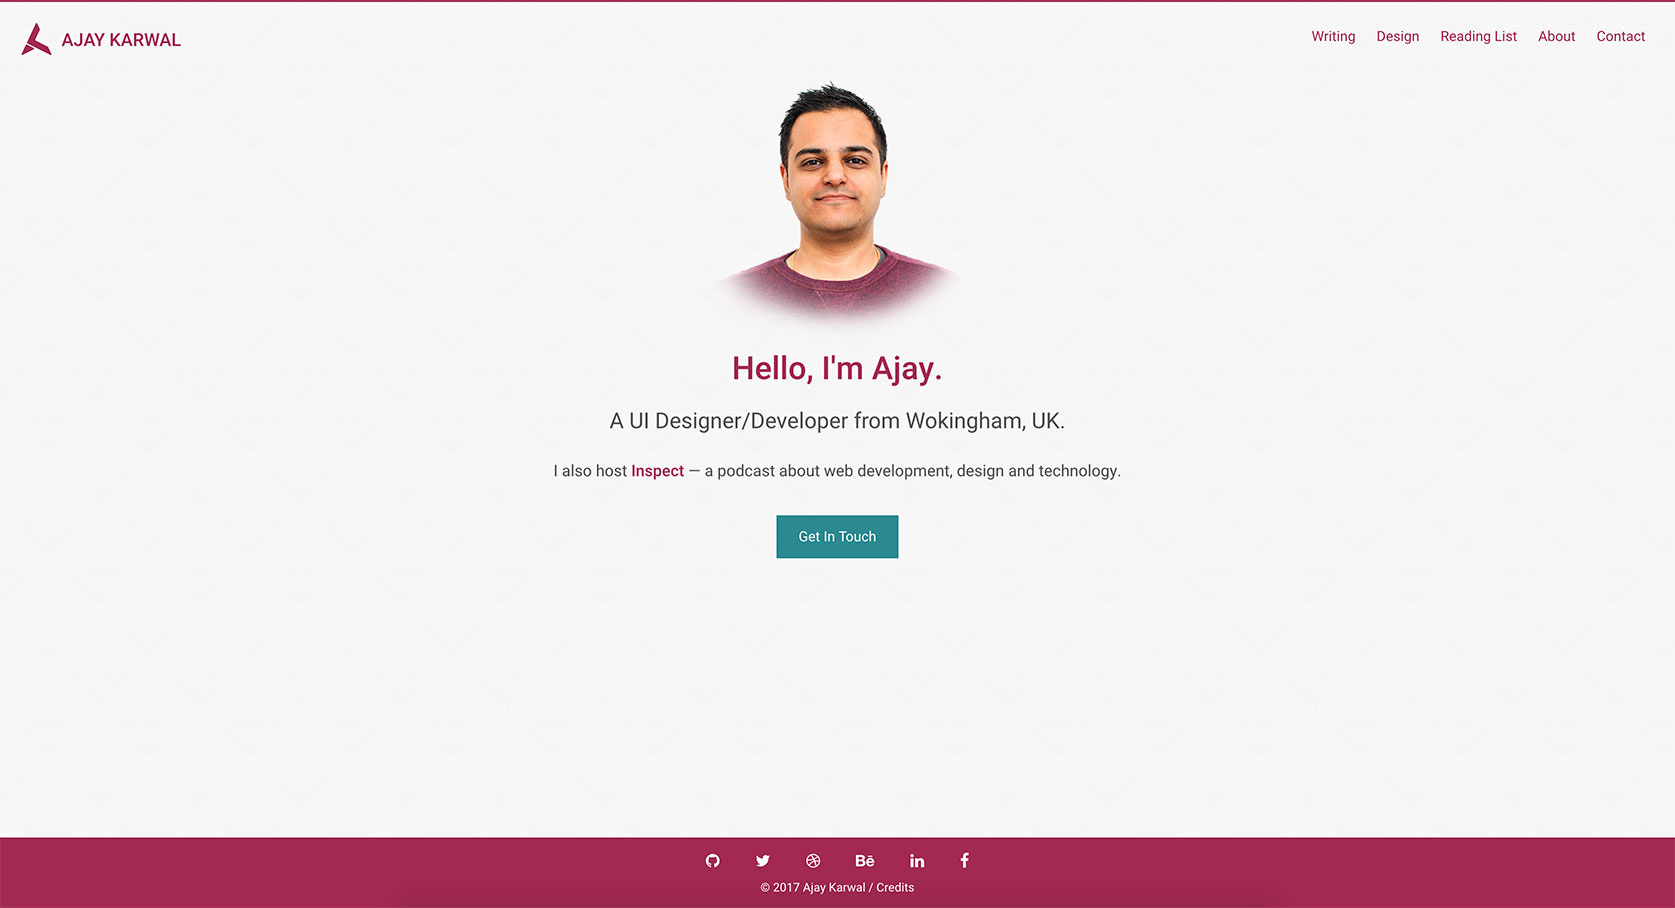 AJAY KARWAL
Writing Design Reading List About Contact
Hello, I'm Ajay.
A UI Designer/Developer from Wokingham, UK.
I also host Inspect — a podcast about web development, design and technology.
Get In Touch
Bē in f
© 2017 Ajay Karwal / Credits